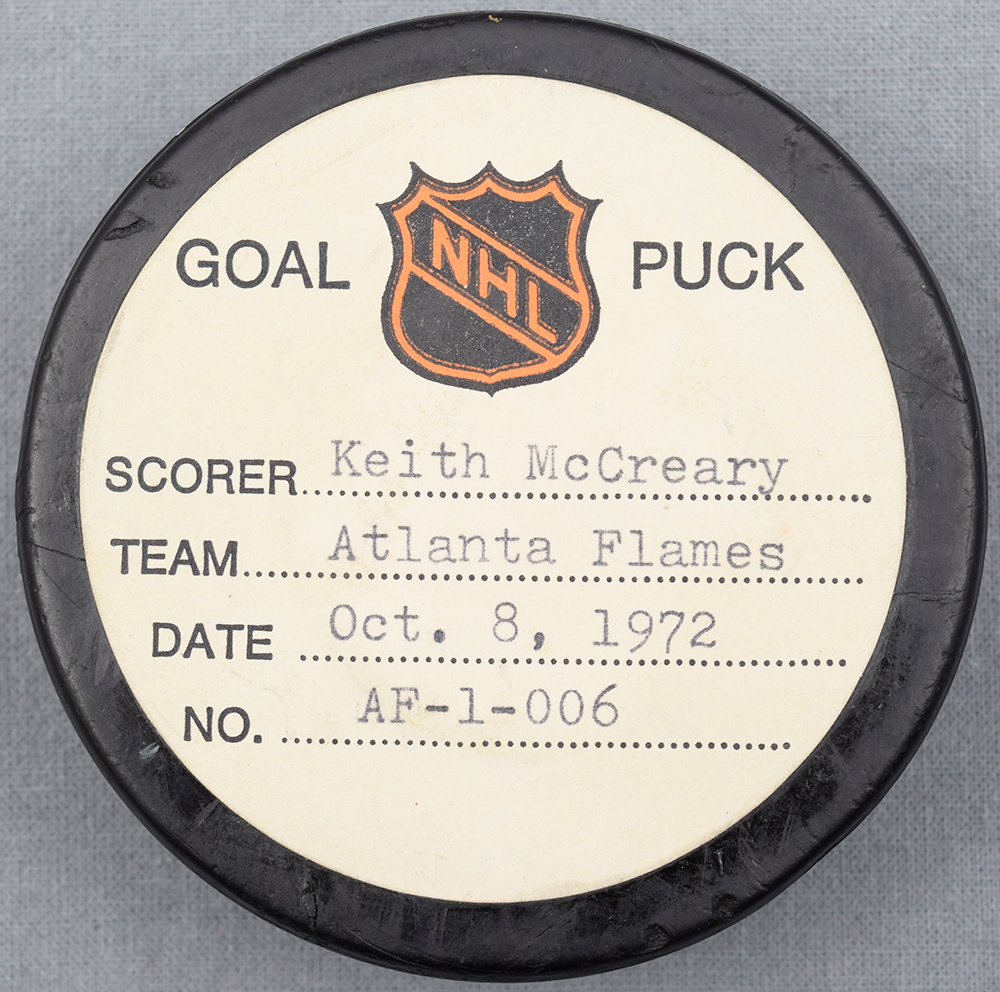 GOAL NHL PUCK
SCORER Keith McCreary
TEAM Atlanta Flames
DATE Oct. 8, 1972
NO. AF-1-006